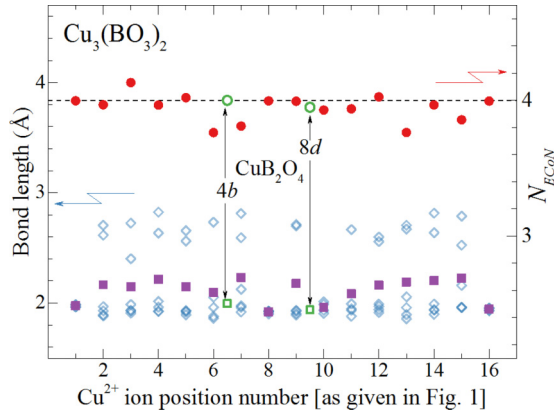 Cu₃(BO₃)₂
4
3
2
Bond length (Å)
4
3
N_ECoN
8d
CuB₂O₄
4b
2 4 6 8 10 12 14 16
Cu²⁺ ion position number [as given in Fig. 1]